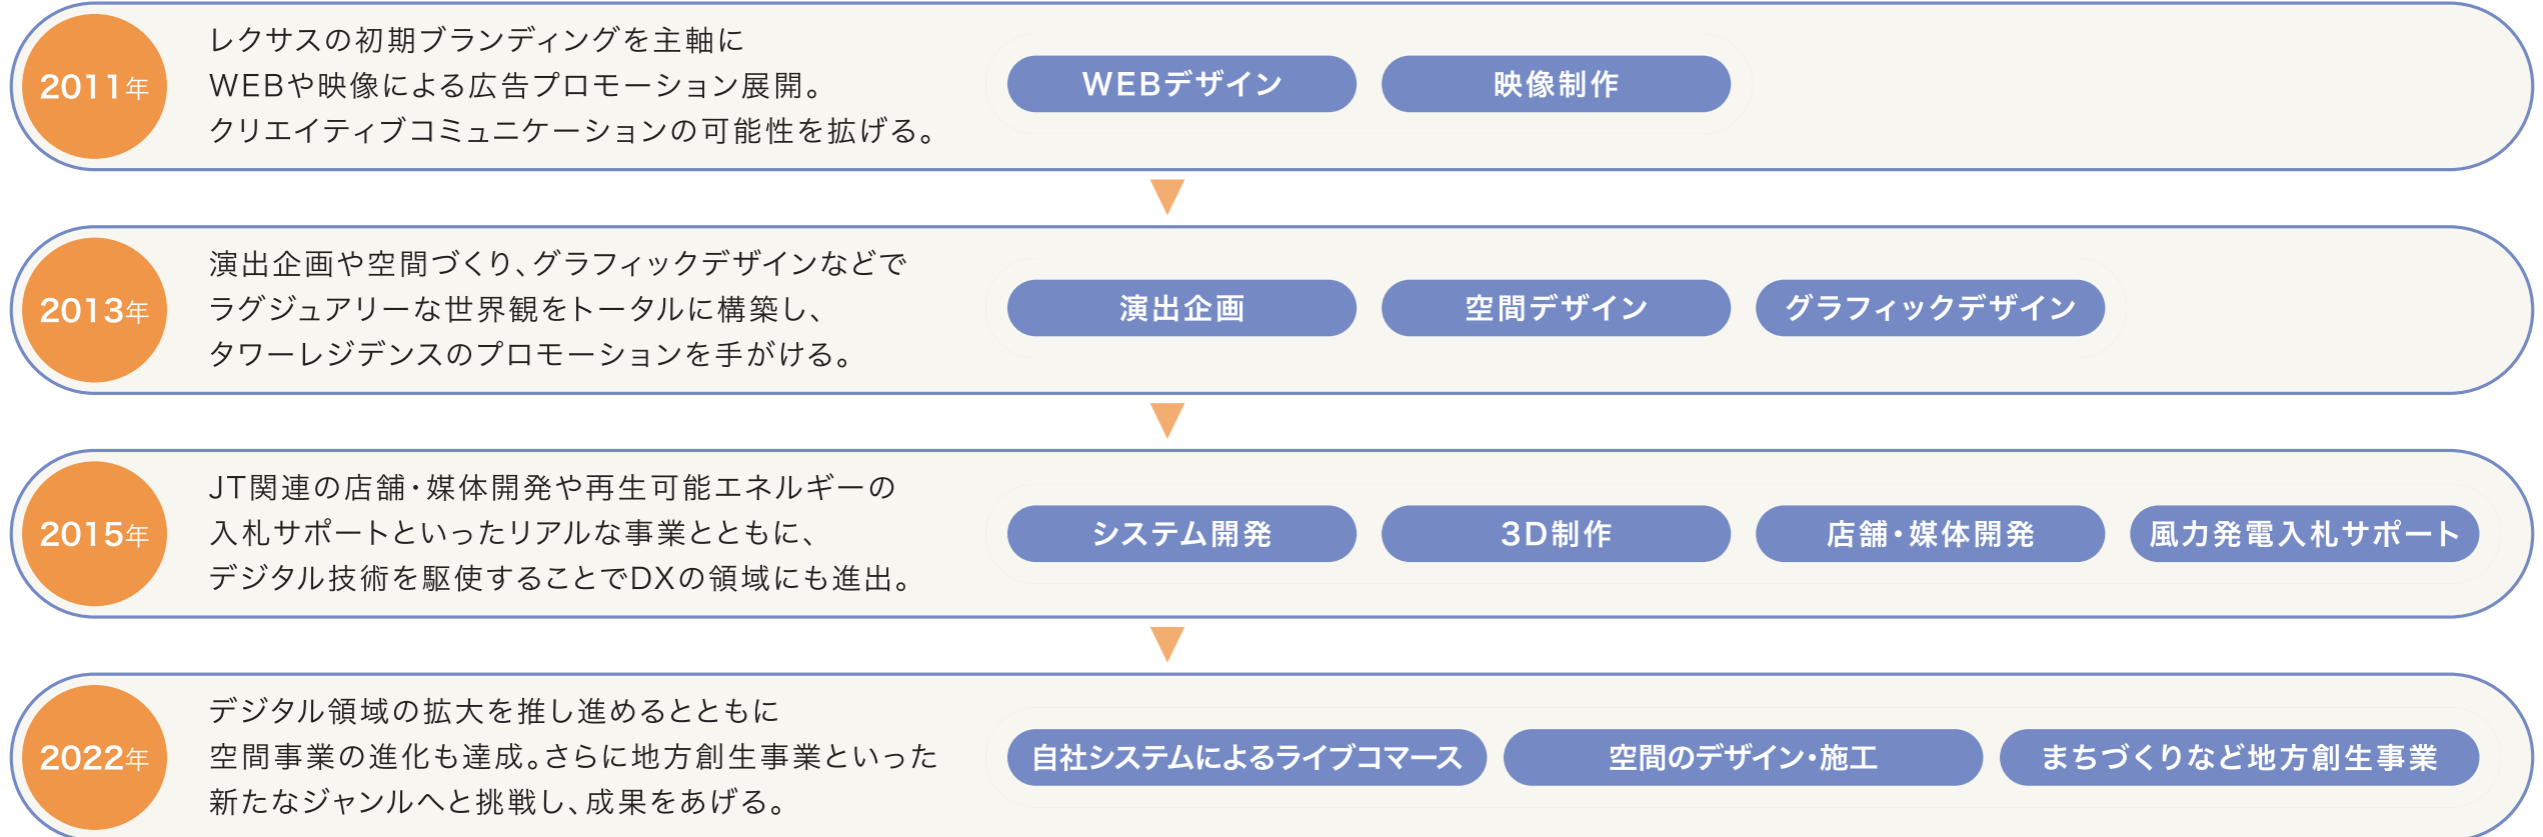 2011年
レクサスの初期ブランディングを主軸に
WEBや映像による広告プロモーション展開。
クリエイティブコミュニケーションの可能性を拡げる。
WEBデザイン
映像制作
2013年
演出企画や空間づくり、グラフィックデザインなどで
ラグジュアリーな世界観をトータルに構築し、
タワーレジデンスのプロモーションを手がける。
演出企画
空間デザイン
グラフィックデザイン
2015年
JT関連の店舗・媒体開発や再生可能エネルギーの
入札サポートといったリアルな事業とともに、
デジタル技術を駆使することでDXの領域にも進出。
システム開発
3D制作
店舗・媒体開発
風力発電入札サポート
2022年
デジタル領域の拡大を推し進めるとともに
空間事業の進化も達成。さらに地方創生事業といった
新たなジャンルへと挑戦し、成果をあげる。
自社システムによるライブコマース
空間のデザイン・施工
まちづくりなど地方創生事業